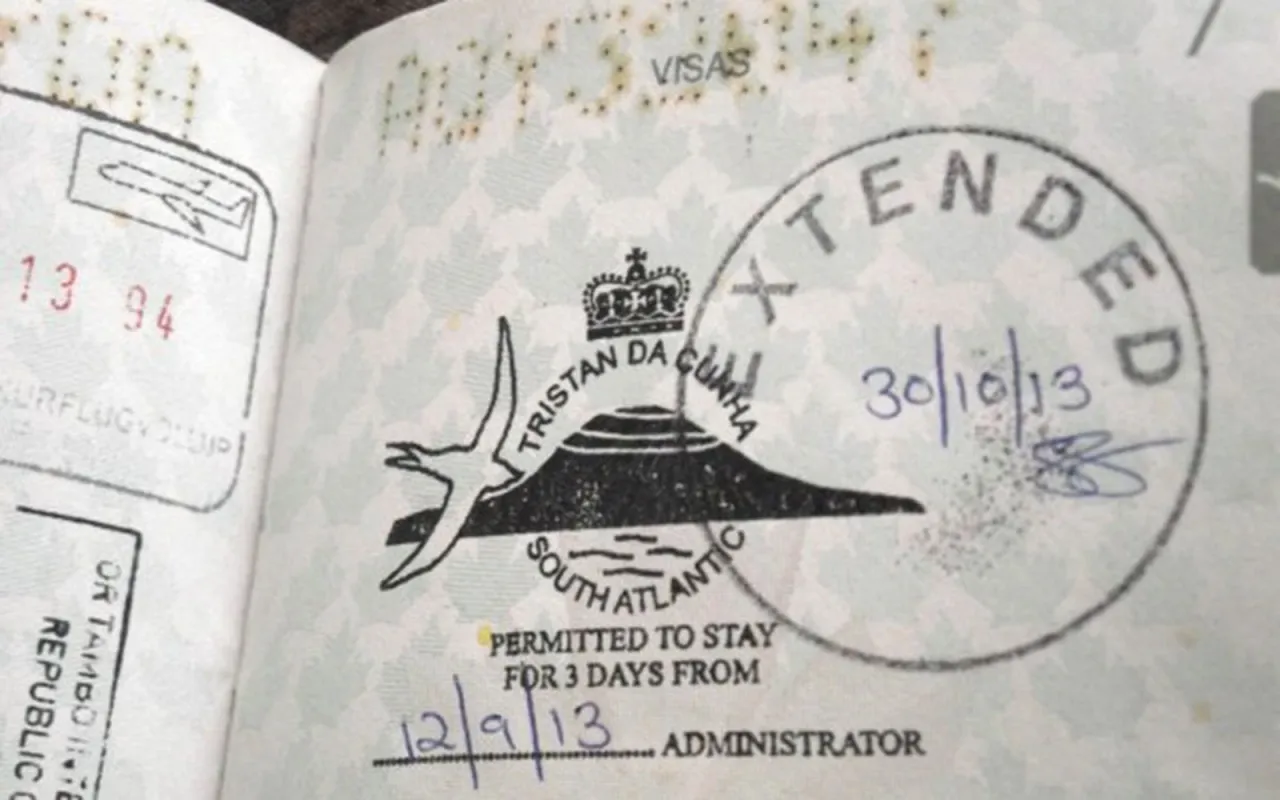 VISAS
13 94
EXTENDED
30/10/13
TRISTAN DA CUNHA
SOUTH ATLANTIC
PERMITTED TO STAY
FOR 3 DAYS FROM
12/9/13 ADMINISTRATOR
OR TAMBO
REPUBLIC